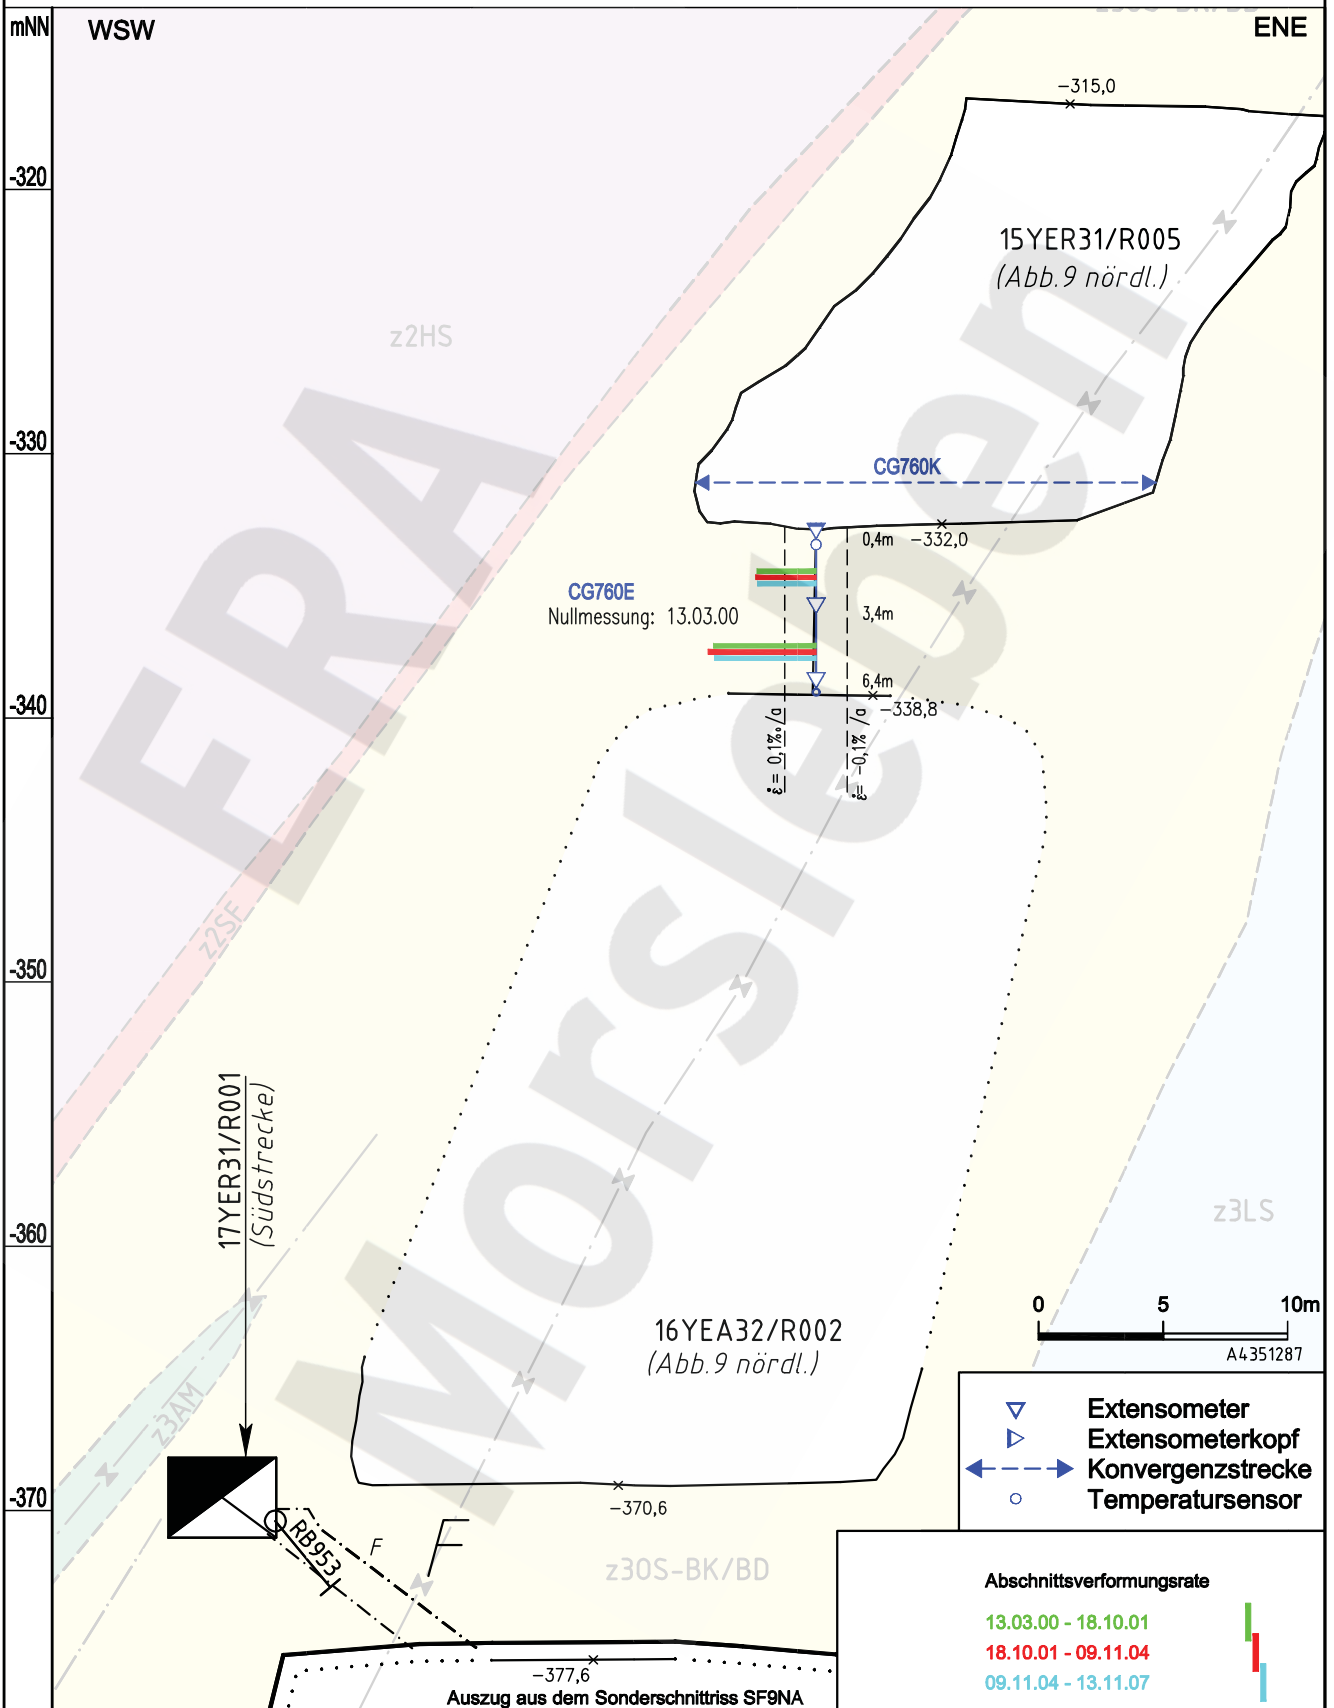 mNN
WSW
ENE
-315,0
-320
15YER31/R005
(Abb.9 nördl.)
z2HS
-330
CG760K
0,4m
-332,0
CG760E
Nullmessung: 13.03.00
3,4m
6,4m
-338,8
-340
ε̇ = 0,1‰/a
ε̇ = -0,1‰/a
z2SF
-350
17YER31/R001
(Südstrecke)
z3LS
-360
0 5 10m
A4351287
16YEA32/R002
(Abb.9 nördl.)
z3AM
Extensometer
Extensometerkopf
Konvergenzstrecke
Temperatursensor
-370
-370,6
RB953
F
F
z3OS-BK/BD
Abschnittsverformungsrate
13.03.00 - 18.10.01
18.10.01 - 09.11.04
09.11.04 - 13.11.07
-377,6
Auszug aus dem Sonderschnittriss SF9NA
ERA Morsleben